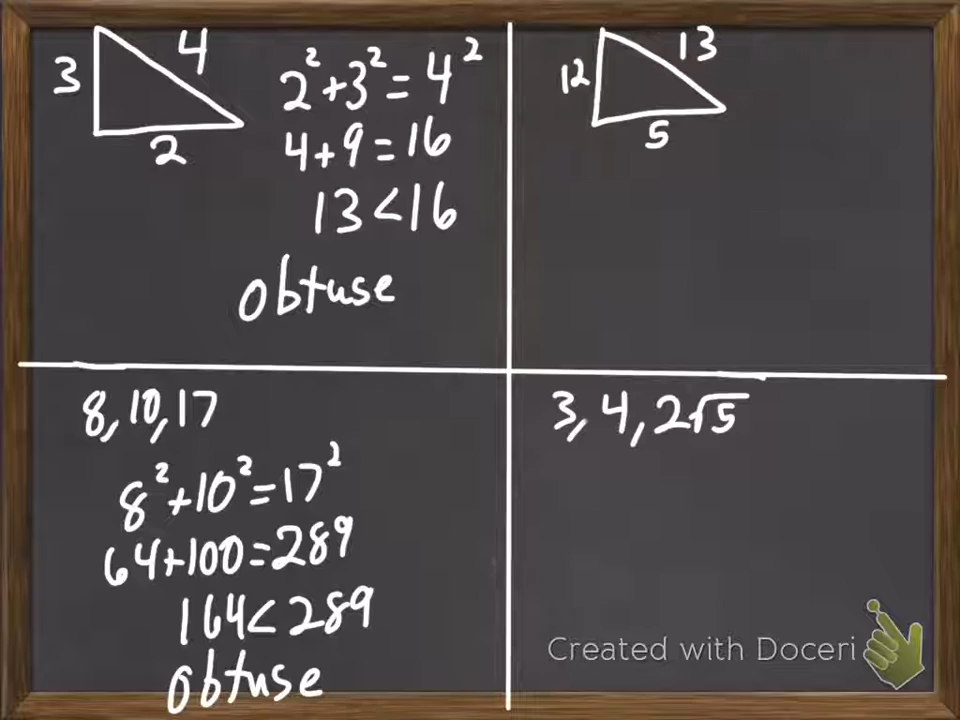 3
4
2
2² + 3² = 4²
4 + 9 = 16
13 < 16
obtuse
12
13
5
8, 10, 17
8² + 10² = 17²
64 + 100 = 289
164 < 289
obtuse
3, 4, 2√5
Created with Doceri